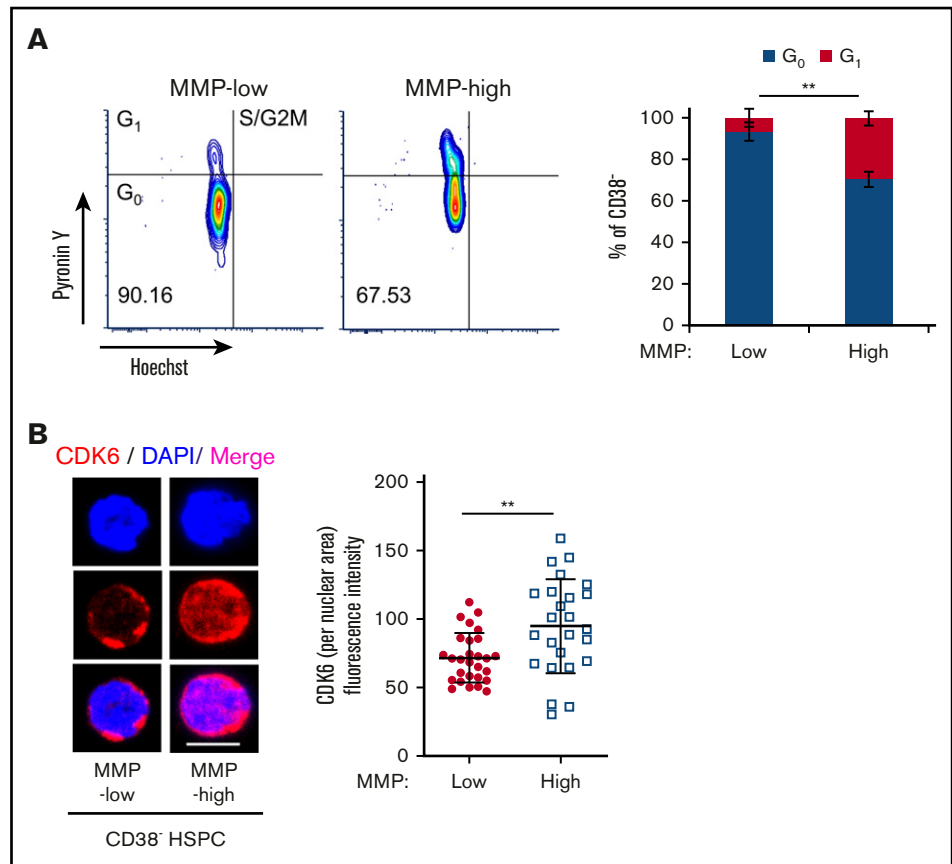 A
MMP-low
MMP-high
G₁
S/G2M
G₀
90.16
67.53
Pyronin Y
Hoechst
G₀ G₁
**
100
80
60
40
20
0
% of CD38⁻
MMP: Low High
B
CDK6 / DAPI/ Merge
MMP
-low
MMP
-high
CD38⁻ HSPC
200
150
100
50
0
**
CDK6 (per nuclear area)
fluorescence intensity
MMP: Low High